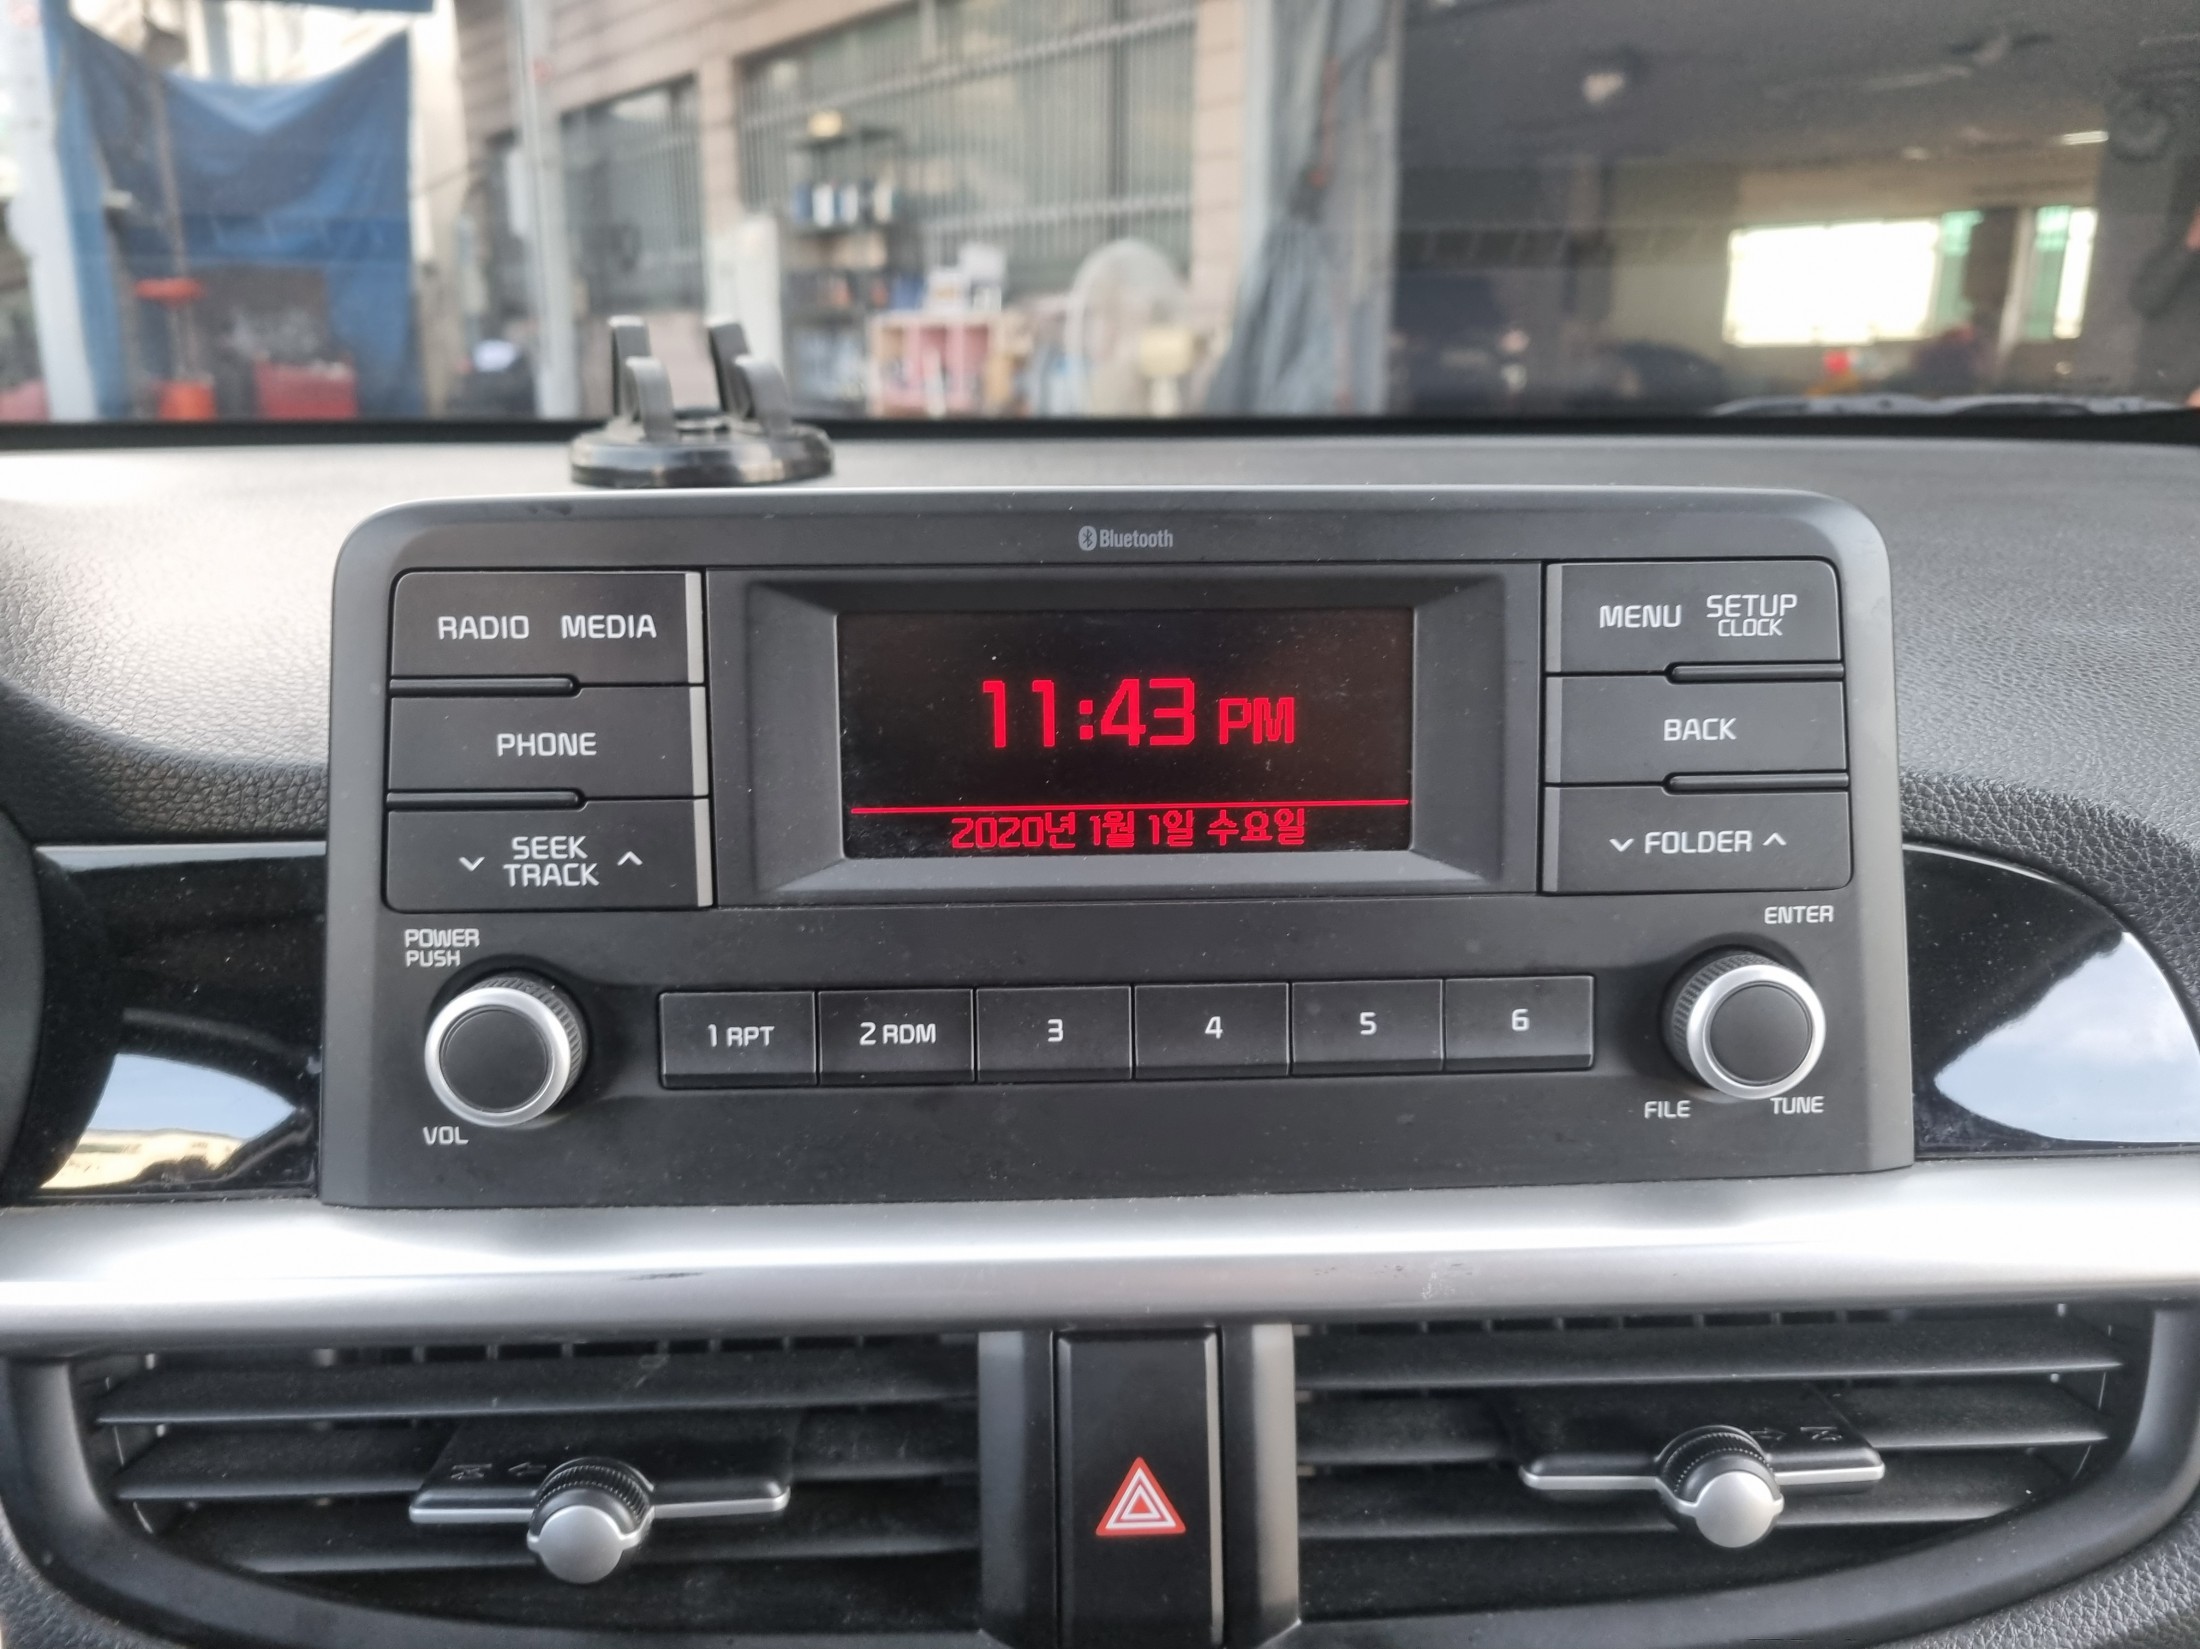 Bluetooth
RADIO MEDIA
MENU SETUP
CLOCK
11:43 PM
PHONE
BACK
2020년 1월 1일 수요일
SEEK
TRACK
FOLDER
POWER
PUSH
ENTER
1 RPT 2 RDM 3 4 5 6
VOL
FILE TUNE